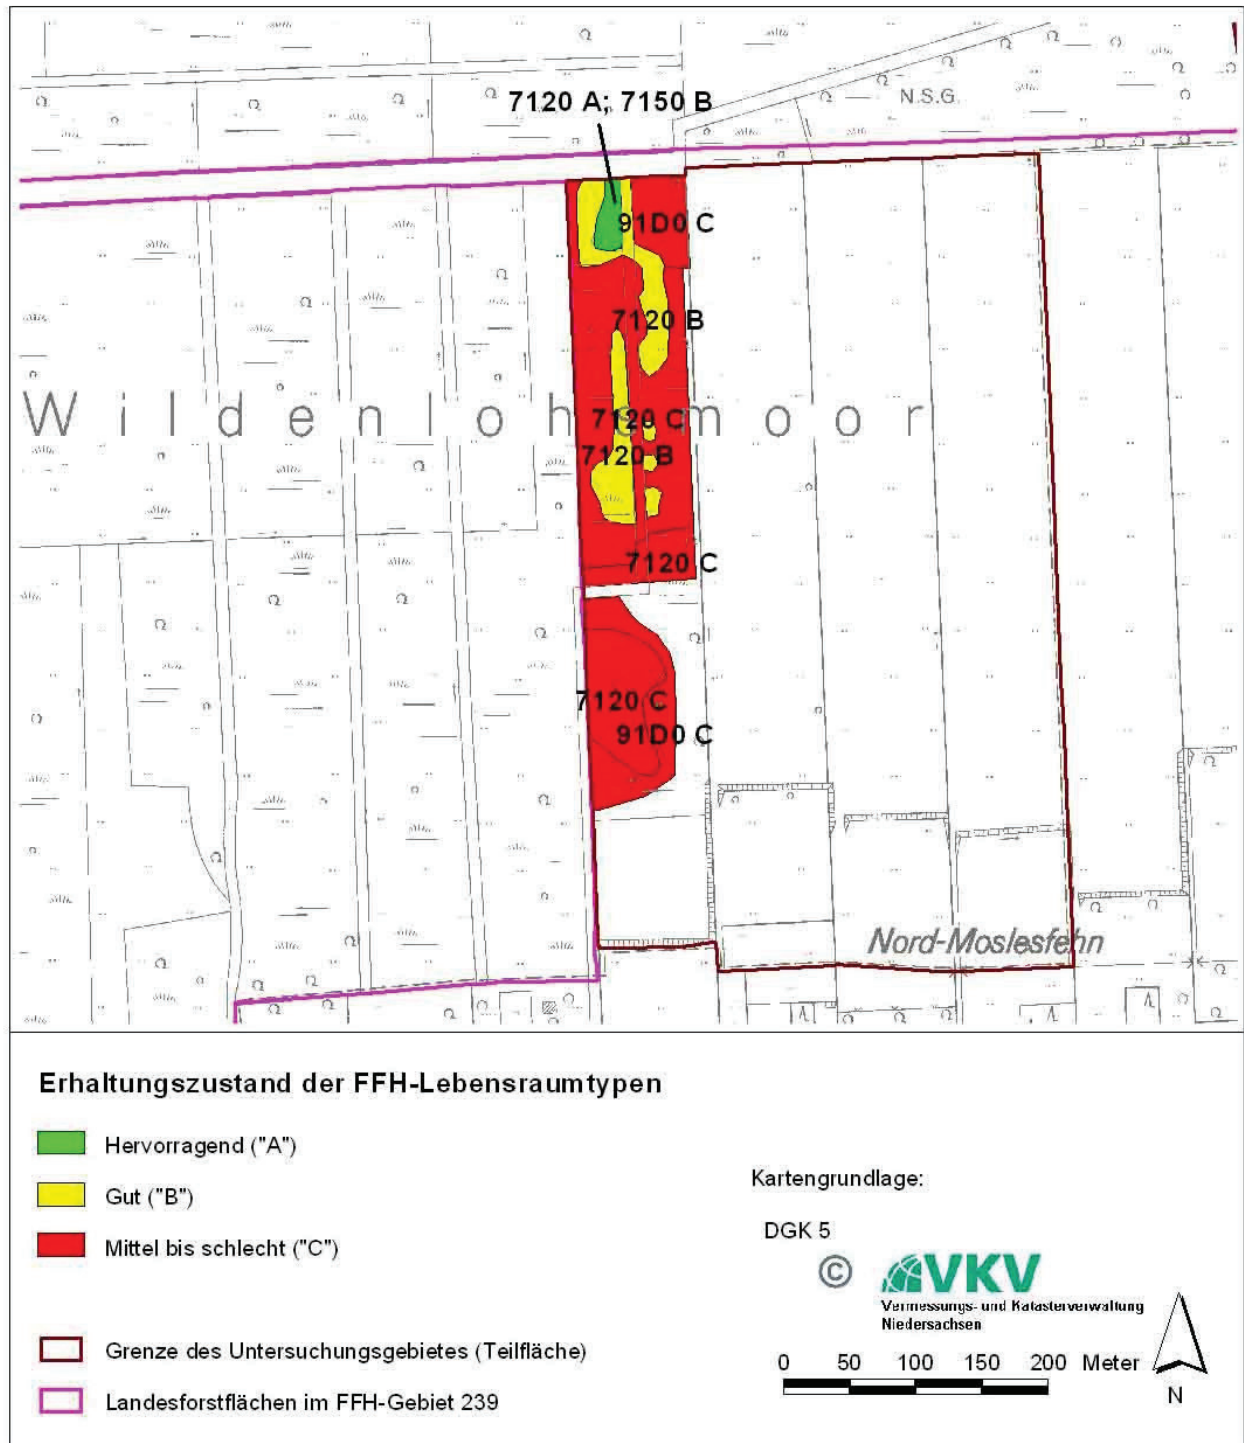 N.S.G.
7120 A; 7150 B
91D0 C
7120 B
Wildenlohsmoor
7120 C
7120 B
7120 C
7120 C
91D0 C
Nord-Moslesfehn
Erhaltungszustand der FFH-Lebensraumtypen
Hervorragend ("A")
Gut ("B")
Mittel bis schlecht ("C")
Grenze des Untersuchungsgebietes (Teilfläche)
Landesforstflächen im FFH-Gebiet 239
Kartengrundlage:
DGK 5
© VKV
Vermessungs- und Katasterverwaltung
Niedersachsen
0 50 100 150 200 Meter
N